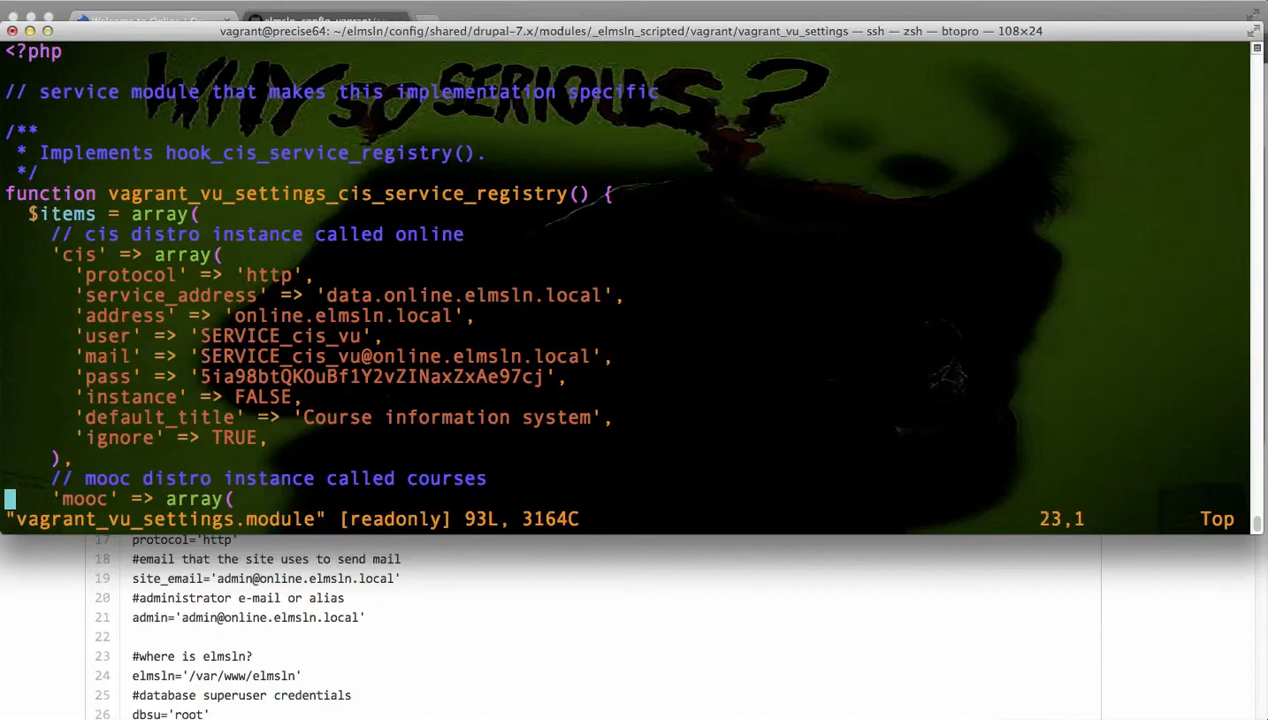 vagrant@precise64: ~/elmsln/config/shared/drupal-7.x/modules/_elmsln_scripted/vagrant/vagrant_vu_settings — ssh — zsh — btopro — 108×24
WHY SO SERIOUS?
<?php
// service module that makes this implementation specific
/**
 * Implements hook_cis_service_registry().
 */
function vagrant_vu_settings_cis_service_registry() {
  $items = array(
    // cis distro instance called online
    'cis' => array(
      'protocol' => 'http',
      'service_address' => 'data.online.elmsln.local',
      'address' => 'online.elmsln.local',
      'user' => 'SERVICE_cis_vu',
      'mail' => 'SERVICE_cis_vu@online.elmsln.local',
      'pass' => '5ia98btQKOuBf1Y2vZINaxZxAe97cj',
      'instance' => FALSE,
      'default_title' => 'Course information system',
      'ignore' => TRUE,
    ),
    // mooc distro instance called courses
    'mooc' => array(
"vagrant_vu_settings.module" [readonly] 93L, 3164C 23,1 Top
17 protocol='http'
18 #email that the site uses to send mail
19 site_email='admin@online.elmsln.local'
20 #administrator e-mail or alias
21 admin='admin@online.elmsln.local'
22
23 #where is elmsln?
24 elmsln='/var/www/elmsln'
25 #database superuser credentials
26 dbsu='root'